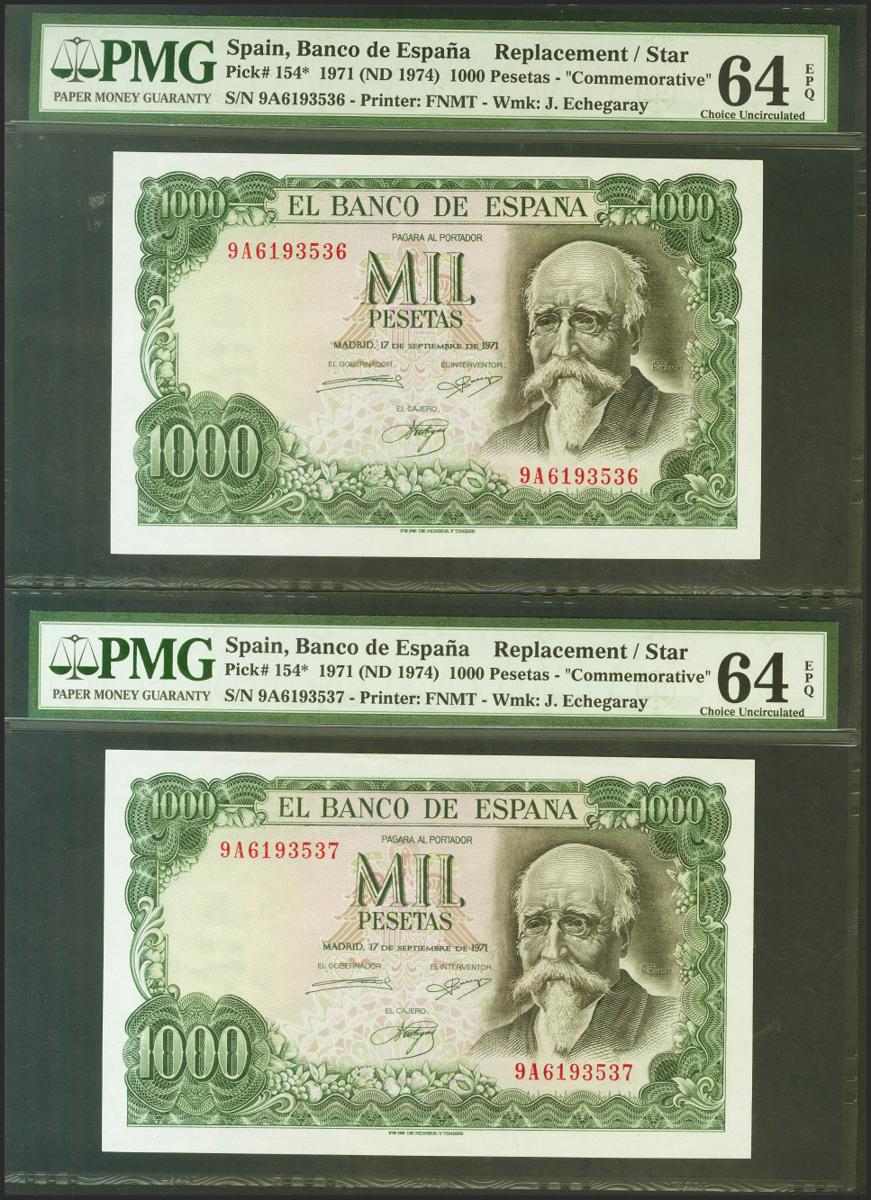 PMG
PAPER MONEY GUARANTY
Spain, Banco de España Replacement / Star
Pick# 154* 1971 (ND 1974) 1000 Pesetas - "Commemorative"
S/N 9A6193536 - Printer: FNMT - Wmk: J. Echegaray
64 EPQ
Choice Uncirculated
1000 EL BANCO DE ESPAÑA 1000
PAGARA AL PORTADOR
9A6193536
MIL
PESETAS
MADRID, 17 DE SEPTIEMBRE DE 1971
EL GOBERNADOR, EL INTERVENTOR,
EL CAJERO,
1000
9A6193536
PMG
PAPER MONEY GUARANTY
Spain, Banco de España Replacement / Star
Pick# 154* 1971 (ND 1974) 1000 Pesetas - "Commemorative"
S/N 9A6193537 - Printer: FNMT - Wmk: J. Echegaray
64 EPQ
Choice Uncirculated
1000 EL BANCO DE ESPAÑA 1000
PAGARA AL PORTADOR
9A6193537
MIL
PESETAS
MADRID, 17 DE SEPTIEMBRE DE 1971
EL GOBERNADOR, EL INTERVENTOR,
EL CAJERO,
1000
9A6193537